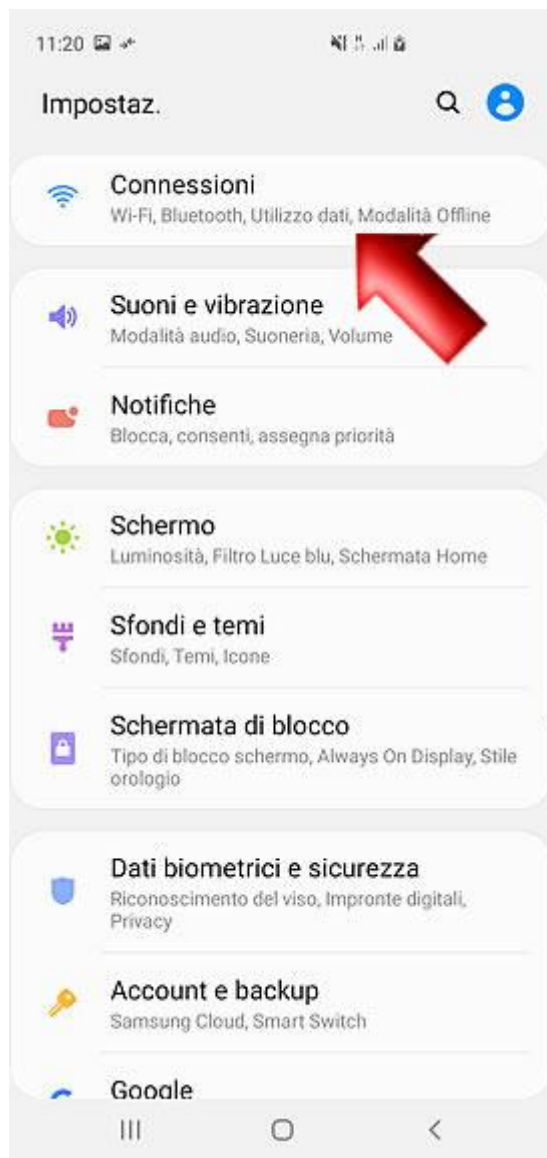 11:20
Impostaz.
Connessioni
Wi-Fi, Bluetooth, Utilizzo dati, Modalità Offline
Suoni e vibrazione
Modalità audio, Suoneria, Volume
Notifiche
Blocca, consenti, assegna priorità
Schermo
Luminosità, Filtro Luce blu, Schermata Home
Sfondi e temi
Sfondi, Temi, Icone
Schermata di blocco
Tipo di blocco schermo, Always On Display, Stile
orologio
Dati biometrici e sicurezza
Riconoscimento del viso, Impronte digitali,
Privacy
Account e backup
Samsung Cloud, Smart Switch
Google